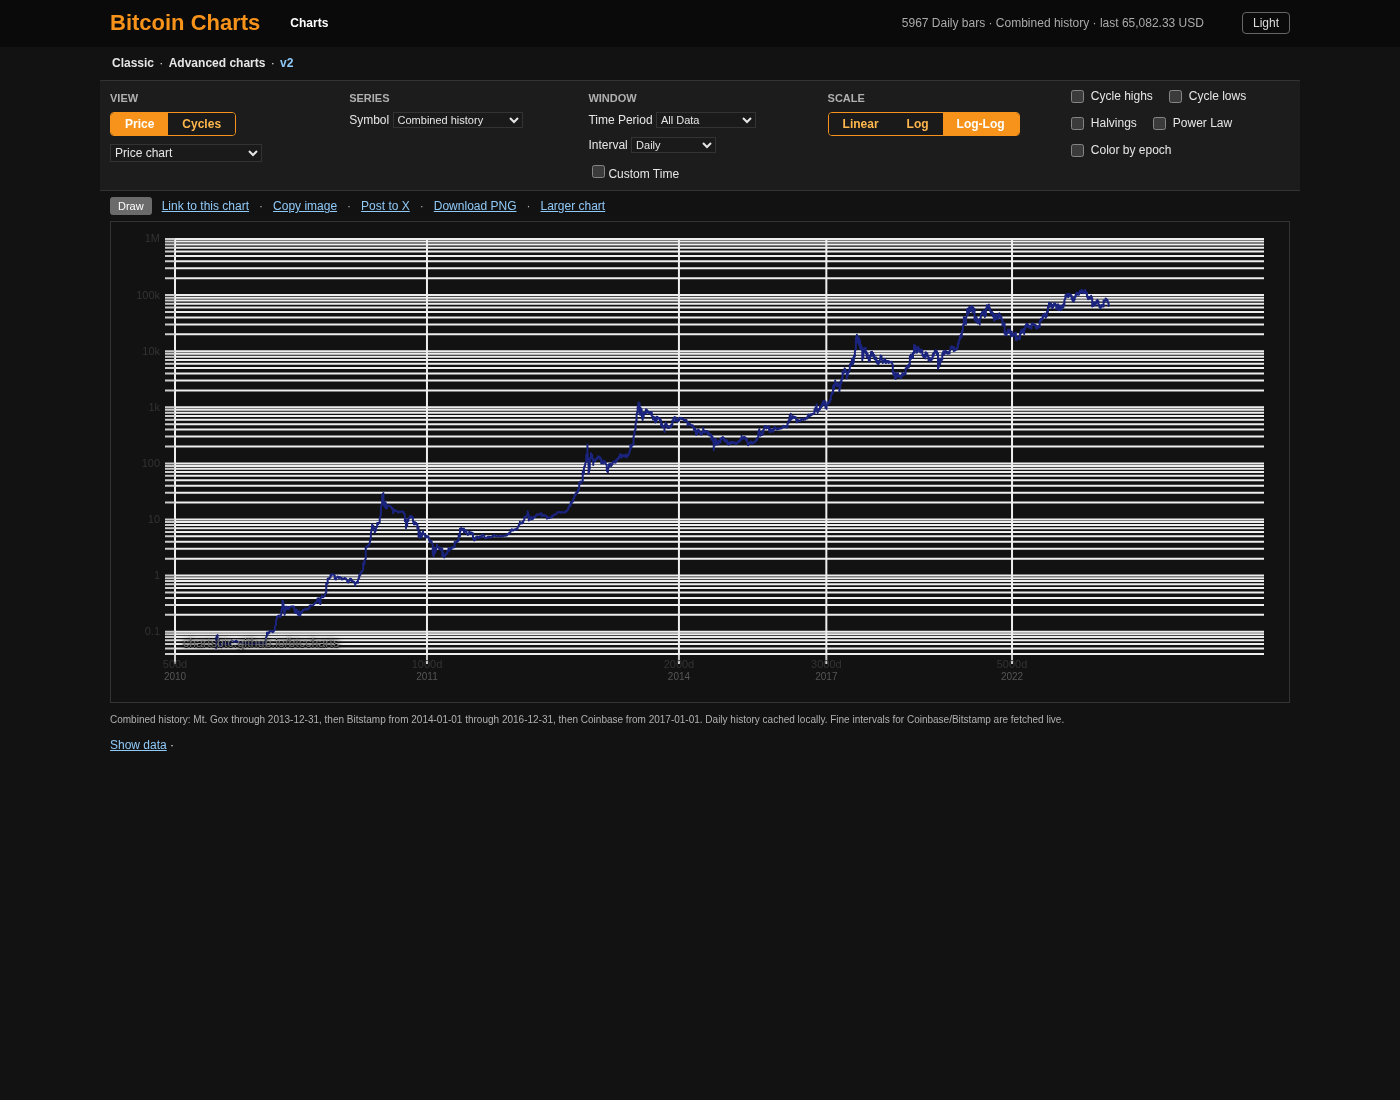 Bitcoin Charts
Charts
5967 Daily bars · Combined history · last 65,082.33 USD
Light
Classic · Advanced charts · v2
VIEW
Price
Cycles
Price chart
SERIES
Symbol Combined history
WINDOW
Time Period All Data
Interval Daily
Custom Time
SCALE
Linear
Log
Log-Log
Cycle highs
Cycle lows
Halvings
Power Law
Color by epoch
Draw
Link to this chart · Copy image · Post to X · Download PNG · Larger chart
1M
100k
10k
1k
100
10
1
0.1
500d
1000d
2000d
3000d
5000d
2010
2011
2014
2017
2022
Combined history: Mt. Gox through 2013-12-31, then Bitstamp from 2014-01-01 through 2016-12-31, then Coinbase from 2017-01-01. Daily history cached locally. Fine intervals for Coinbase/Bitstamp are fetched live.
Show data ·